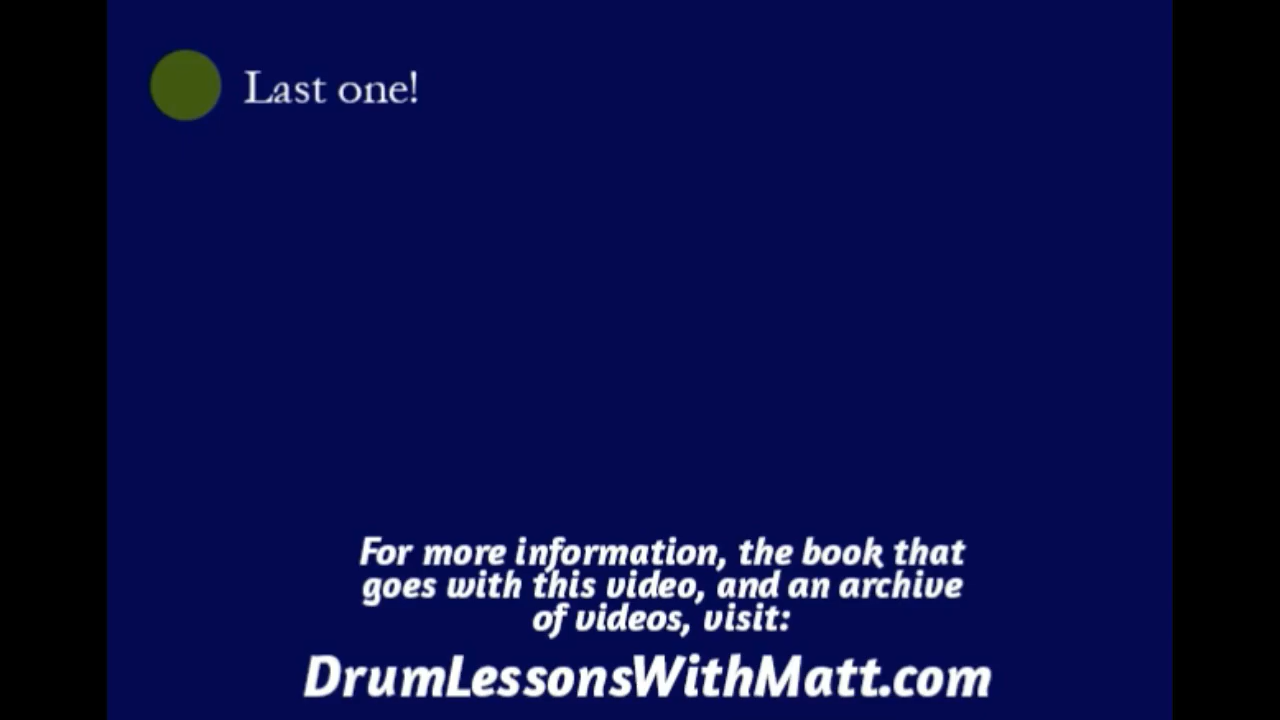 Last one!
For more information, the book that
goes with this video, and an archive
of videos, visit:
DrumLessonsWithMatt.com